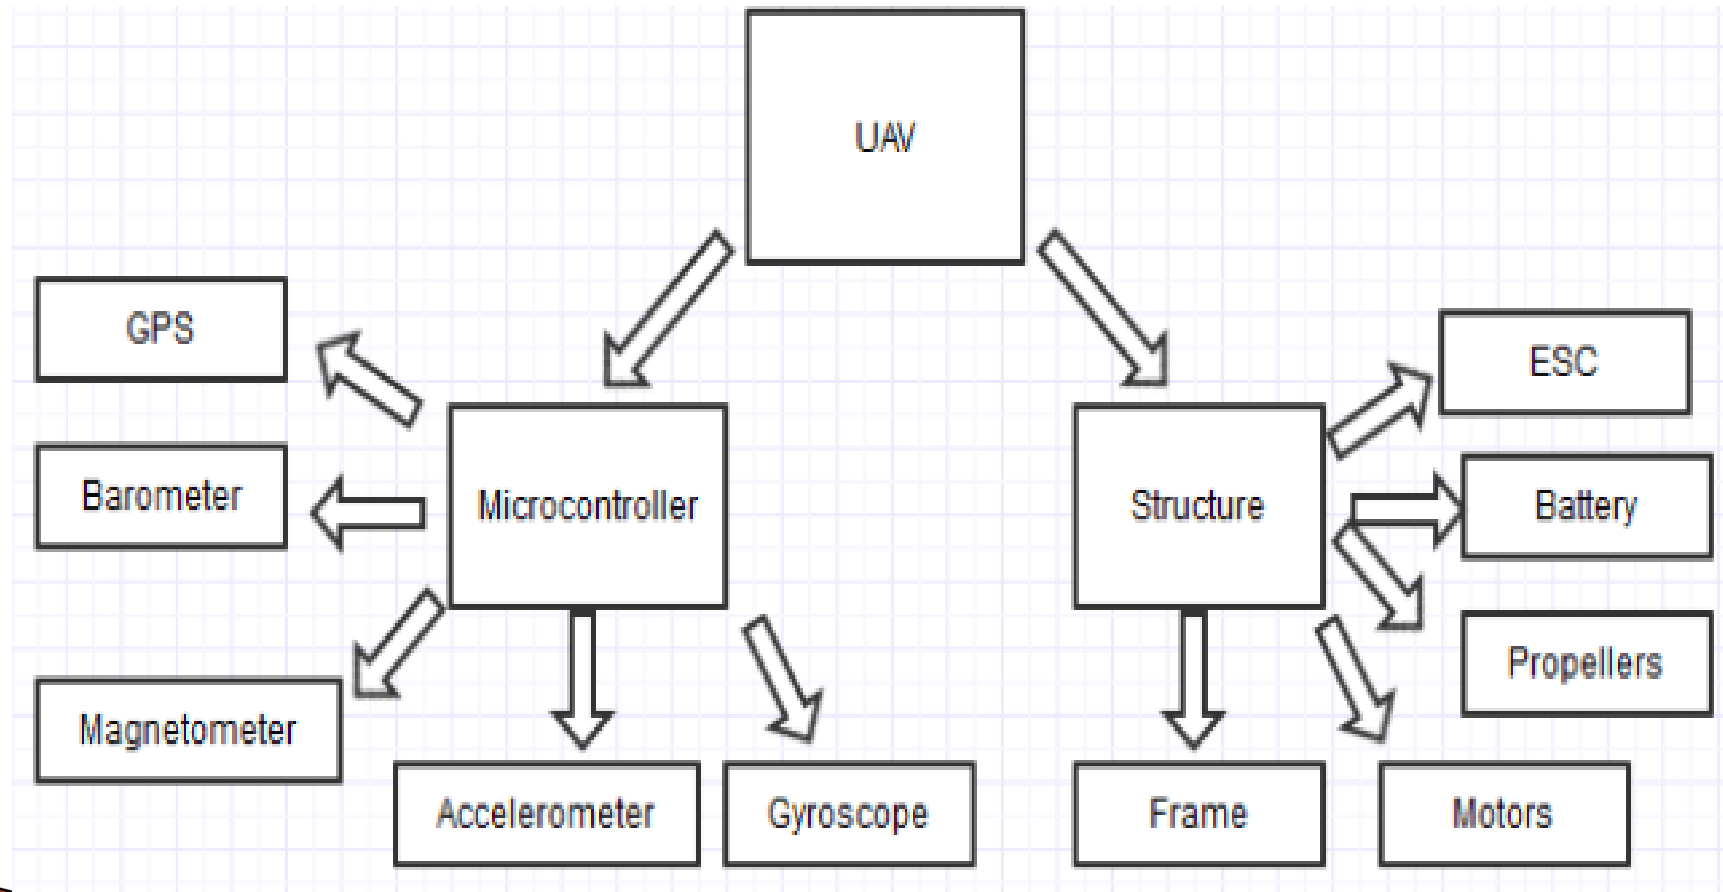 UAV
GPS
ESC
Barometer
Microcontroller
Structure
Battery
Propellers
Magnetometer
Accelerometer
Gyroscope
Frame
Motors